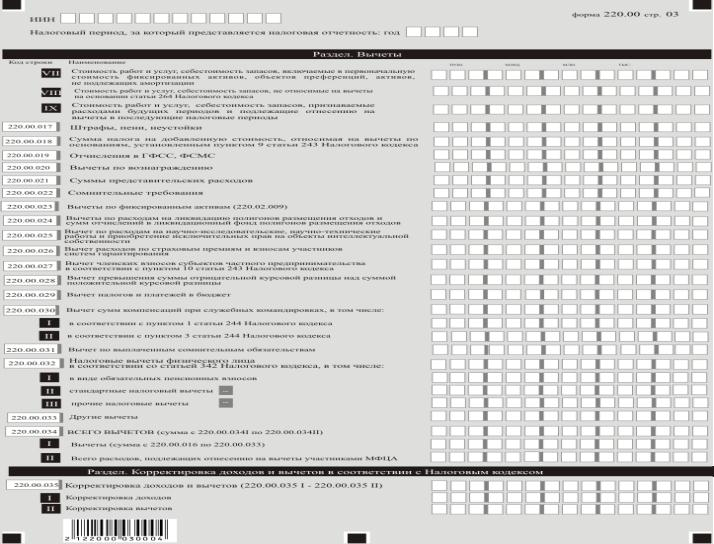 форма 220.00 стр. 03
ИИН
Налоговый период, за который представляется налоговая отчетность: год
Раздел. Вычеты
Код строки Наименование
VII Стоимость работ и услуг, себестоимость запасов, включаемые в первоначальную
стоимость фиксированных активов, объектов преференций, активов,
не подлежащих амортизации
VIII Стоимость работ и услуг, себестоимость запасов, не относимые на вычеты
на основании статьи 264 Налогового кодекса
IX Стоимость работ и услуг, себестоимость запасов, признаваемые
расходами будущих периодов и подлежащие отнесению на
вычеты в последующие налоговые периоды
220.00.017 Штрафы, пени, неустойки
220.00.018 Сумма налога на добавленную стоимость, относимая на вычеты по
основаниям, установленным пунктом 9 статьи 243 Налогового кодекса
220.00.019 Отчисления в ГФСС, ФСМС
220.00.020 Вычеты по вознаграждению
220.00.021 Суммы представительских расходов
220.00.022 Сомнительные требования
220.00.023 Вычеты по фиксированным активам (220.02.009)
220.00.024 Вычеты по расходам на ликвидацию полигонов размещения отходов и
сумм отчислений в ликвидационный фонд полигонов размещения отходов
220.00.025 Вычет по расходам на научно-исследовательские, научно-технические
работы и приобретение исключительных прав на объекты интеллектуальной
собственности
220.00.026 Вычет расходов по страховым премиям и взносам участников
систем гарантирования
220.00.027 Вычет членских взносов субъектов частного предпринимательства
в соответствии с пунктом 10 статьи 243 Налогового кодекса
220.00.028 Вычет превышения суммы отрицательной курсовой разницы над суммой
положительной курсовой разницы
220.00.029 Вычет налогов и платежей в бюджет
220.00.030 Вычет сумм компенсаций при служебных командировках, в том числе:
I в соответствии с пунктом 1 статьи 244 Налогового кодекса
II в соответствии с пунктом 3 статьи 244 Налогового кодекса
220.00.031 Вычет по выплаченным сомнительным обязательствам
220.00.032 Налоговые вычеты физического лица
в соответствии со статьей 342 Налогового кодекса, в том числе:
I в виде обязательных пенсионных взносов
II стандартные налоговый вычеты ...
III прочие налоговые вычеты ...
220.00.033 Другие вычеты
220.00.034 ВСЕГО ВЫЧЕТОВ (сумма с 220.00.034I по 220.00.034II)
I Вычеты (сумма с 220.00.016 по 220.00.033)
II Всего расходов, подлежащих отнесению на вычеты участниками МФЦА
Раздел. Корректировка доходов и вычетов в соответствии с Налоговым кодексом
220.00.035 Корректировка доходов и вычетов (220.00.035 I - 220.00.035 II)
I Корректировка доходов
II Корректировка вычетов
2 122000 030004